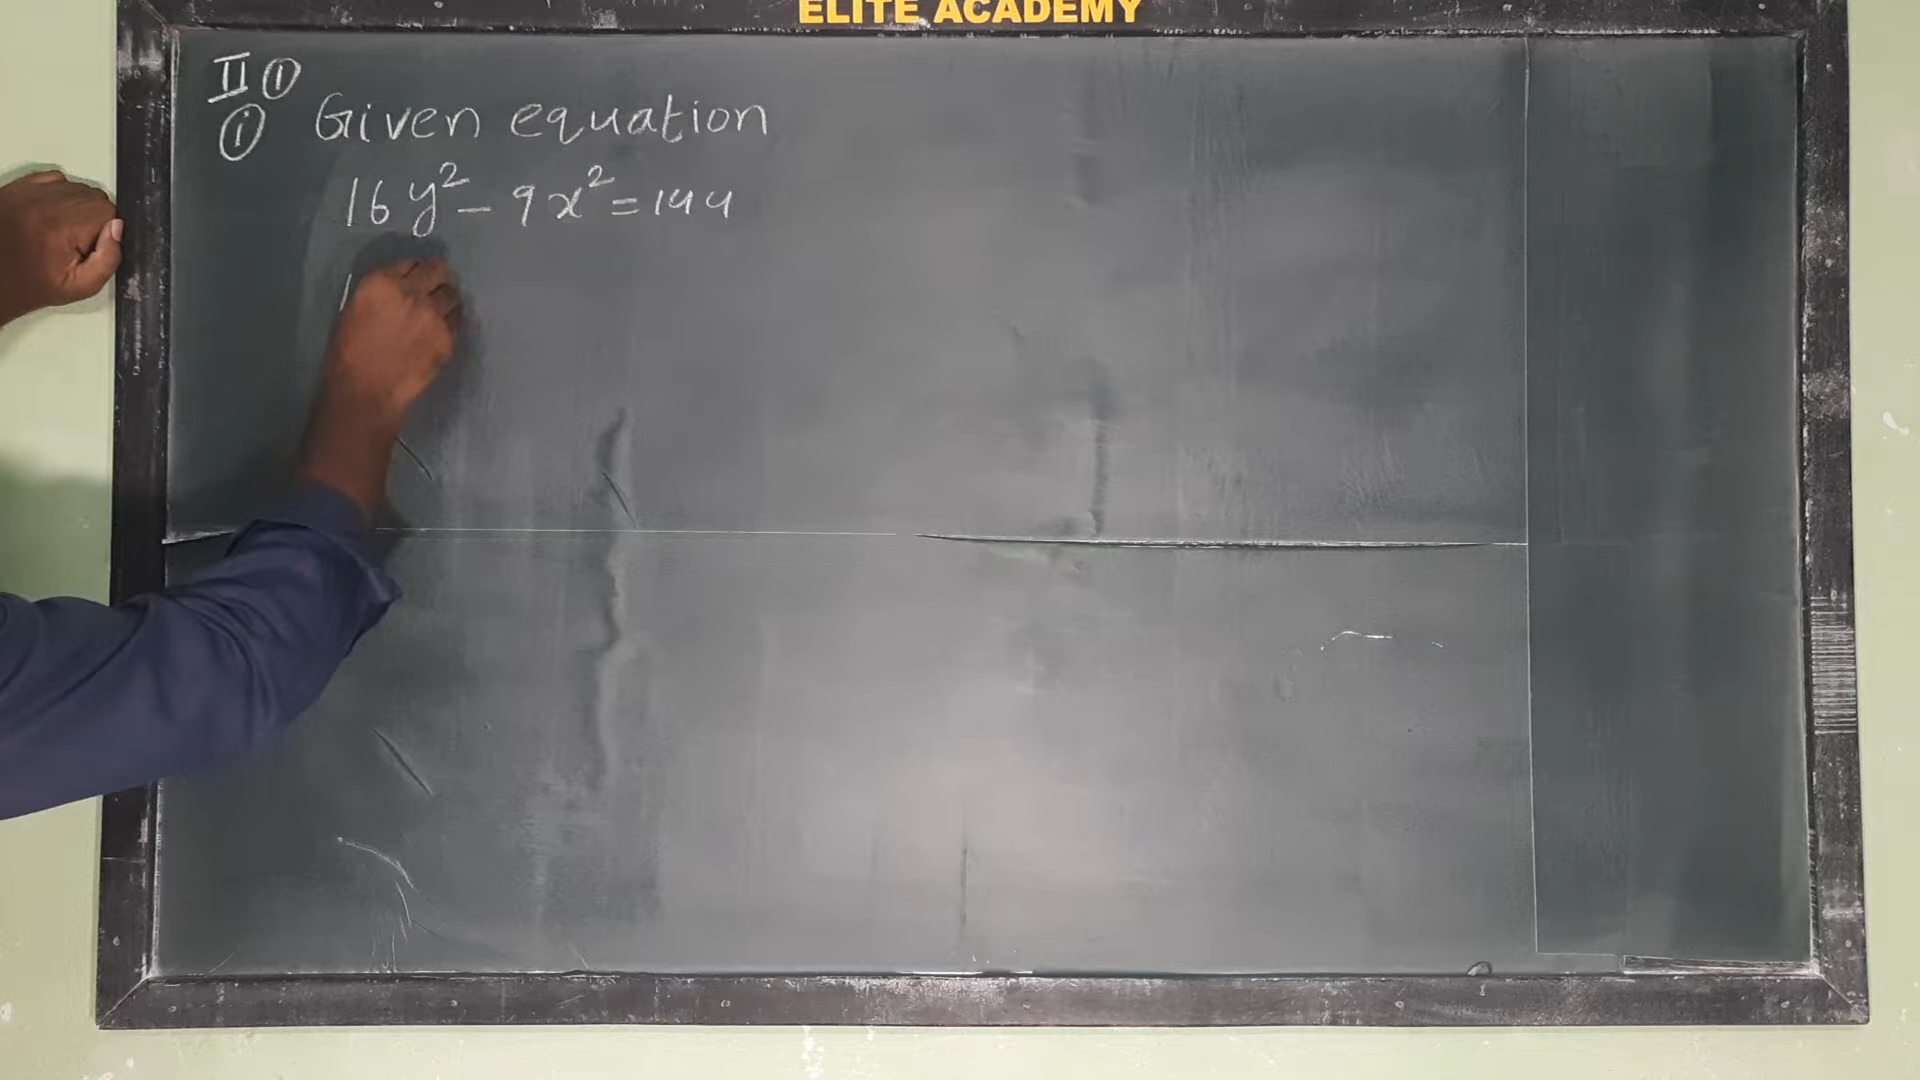 ELITE ACADEMY
II ①
ⓘ Given equation
16y² - 9x² = 144